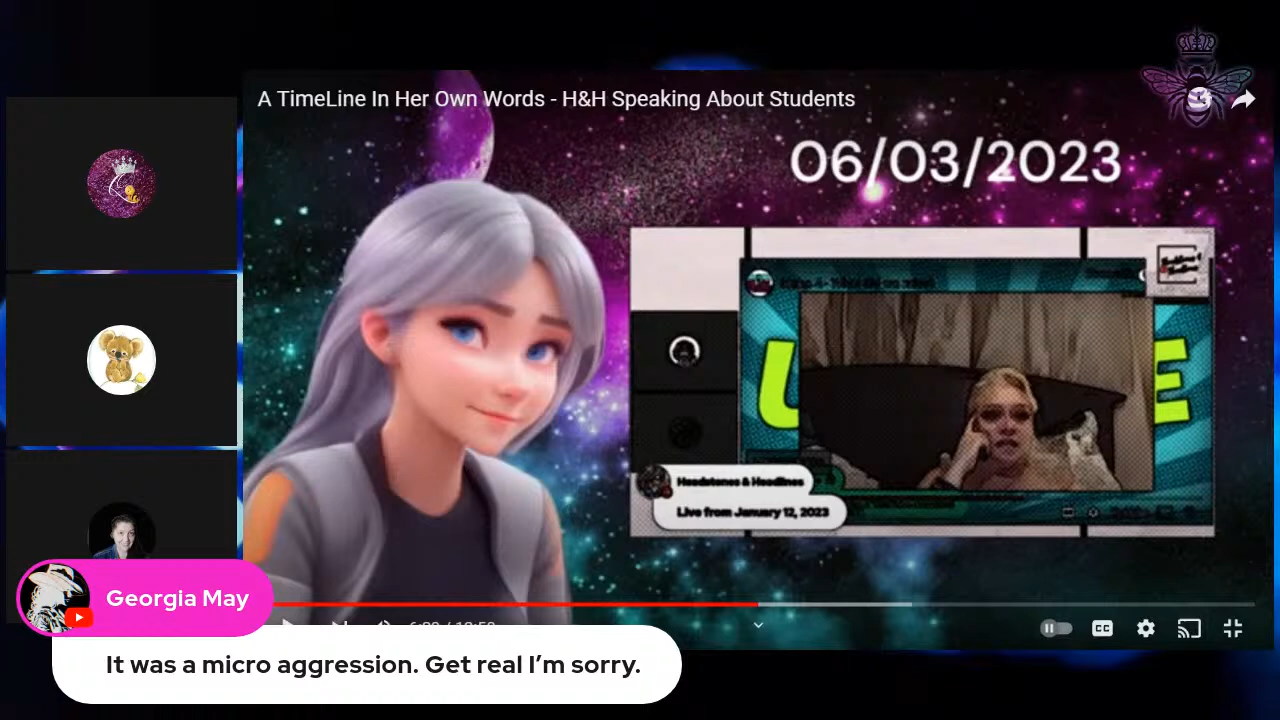 A TimeLine In Her Own Words - H&H Speaking About Students
06/03/2023
U
E
Headstones & Headlines
Live from January 12, 2023
Georgia May
It was a micro aggression. Get real I'm sorry.
CC